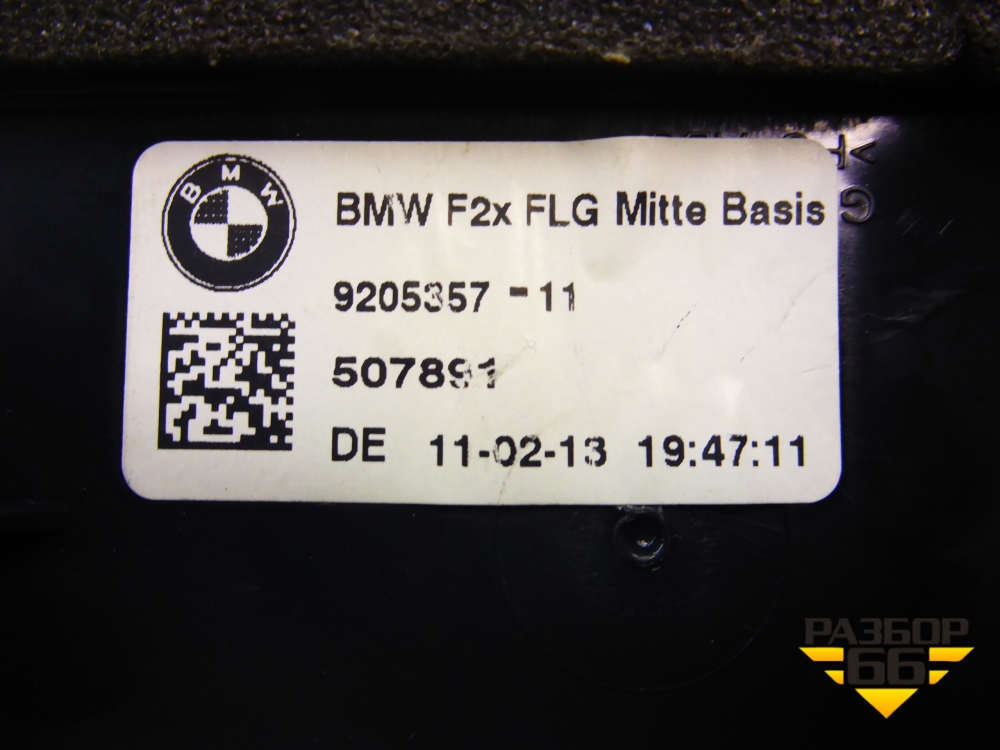 BMW
BMW F2x FLG Mitte Basis
9205357 - 11
507891
DE 11-02-13 19:47:11
РАЗБОР
66